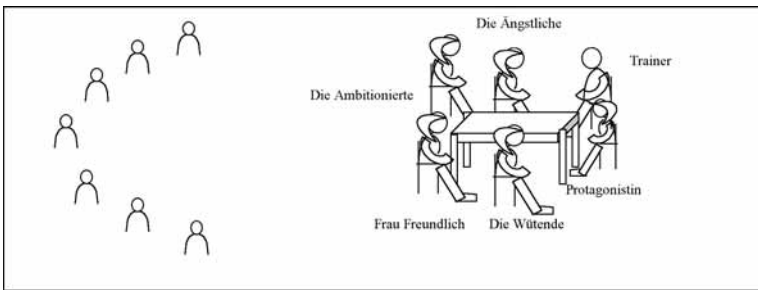 Die Ängstliche
Trainer
Die Ambitionierte
Protagonistin
Frau Freundlich
Die Wütende